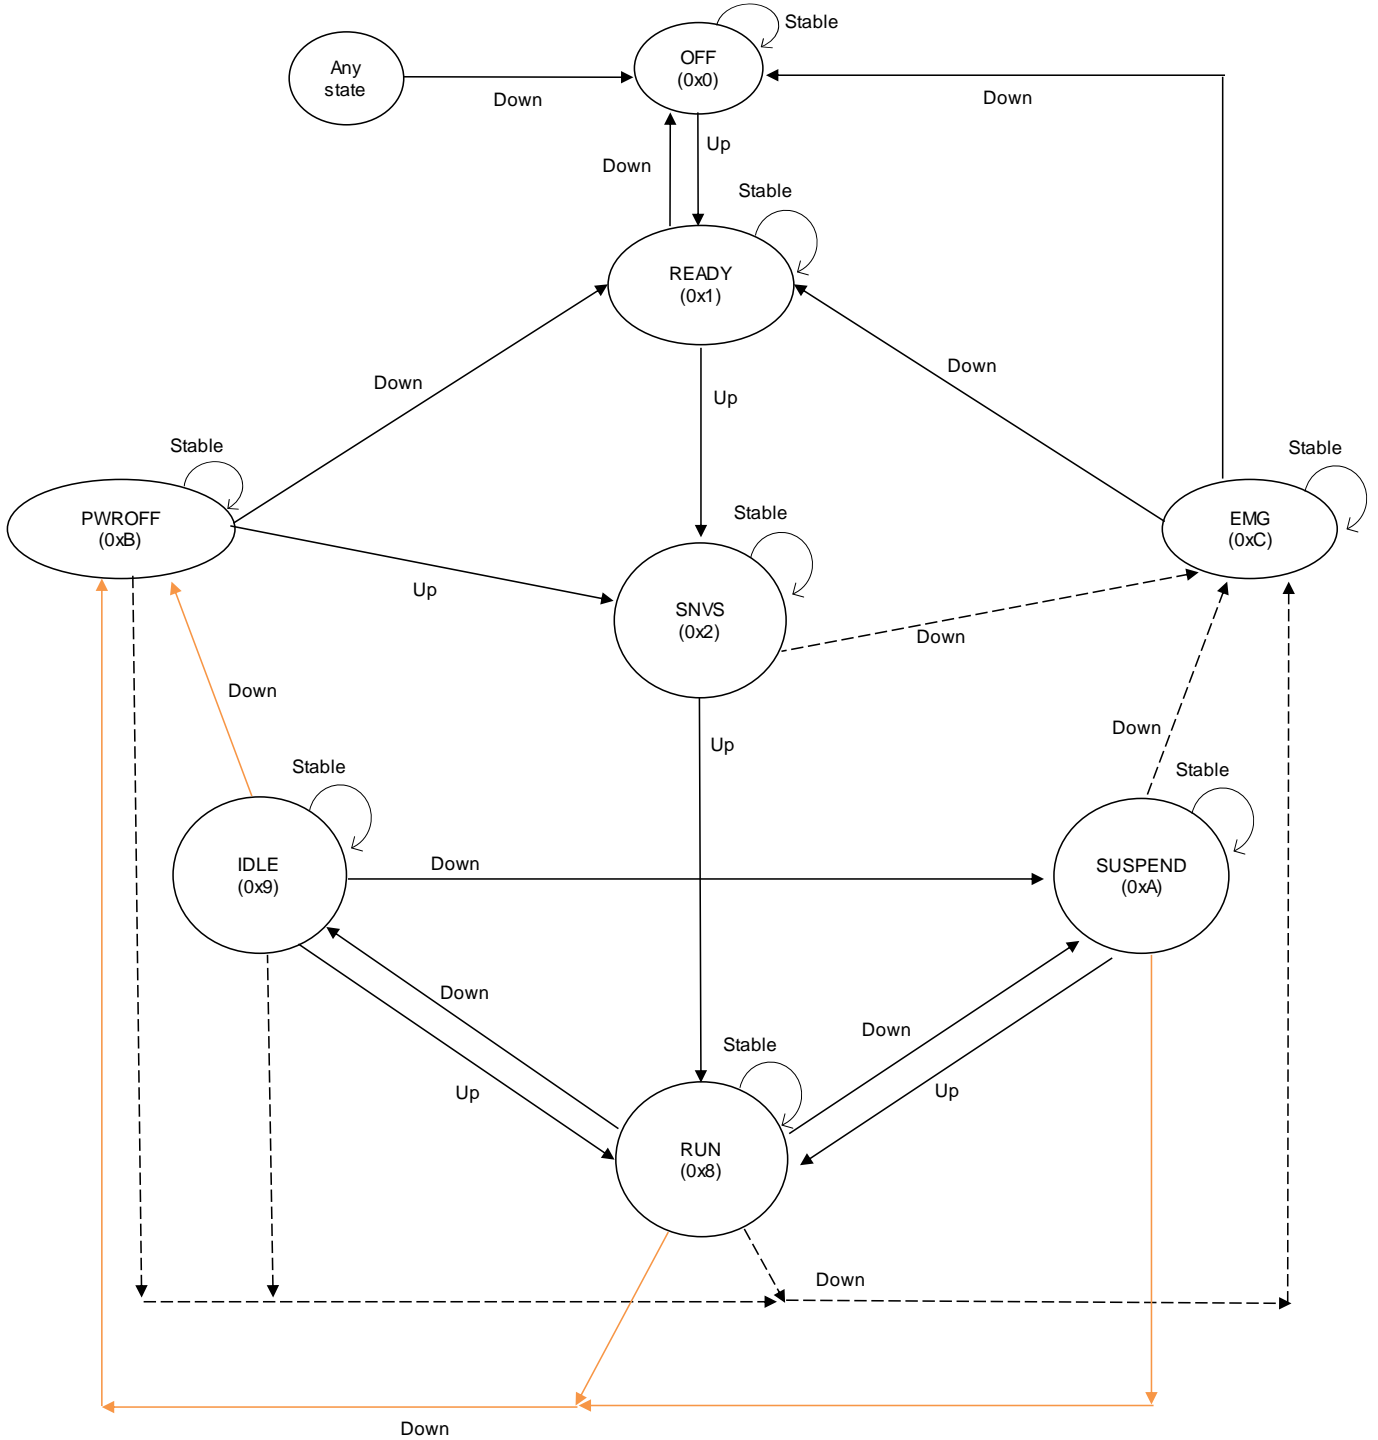 Stable
OFF
(0x0)
Any
state
Down
Down
Up
Down
Stable
READY
(0x1)
Down
Down
Up
Stable
Stable
Stable
PWROFF
(0xB)
EMG
(0xC)
Up
SNVS
(0x2)
Down
Down
Down
Up
Stable
Stable
IDLE
(0x9)
Down
SUSPEND
(0xA)
Down
Down
Stable
Up
Up
RUN
(0x8)
Down
Down